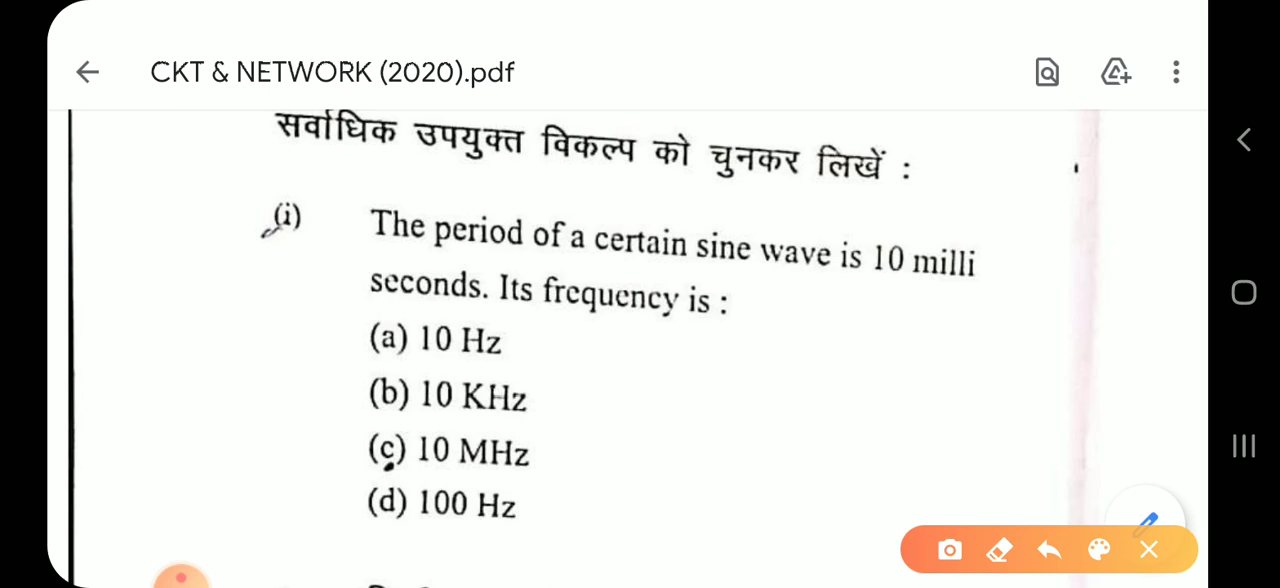 CKT & NETWORK (2020).pdf
सर्वाधिक उपयुक्त विकल्प को चुनकर लिखें :
(i) The period of a certain sine wave is 10 milli
seconds. Its frequency is :
(a) 10 Hz
(b) 10 KHz
(c) 10 MHz
(d) 100 Hz